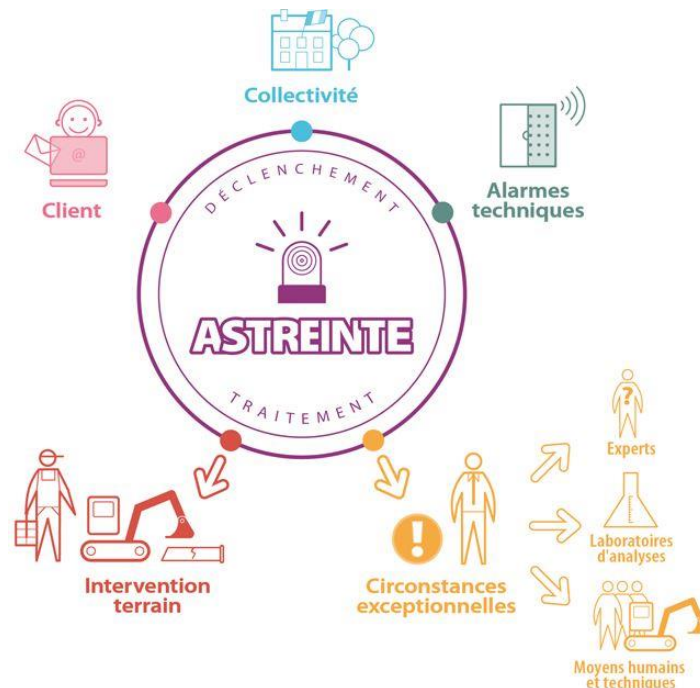 Collectivité
Client
@
Alarmes
techniques
DÉCLENCHEMENT
ASTREINTE
TRAITEMENT
?
Experts
!
Laboratoires
d'analyses
Intervention
terrain
Circonstances
exceptionnelles
Moyens humains
et techniques